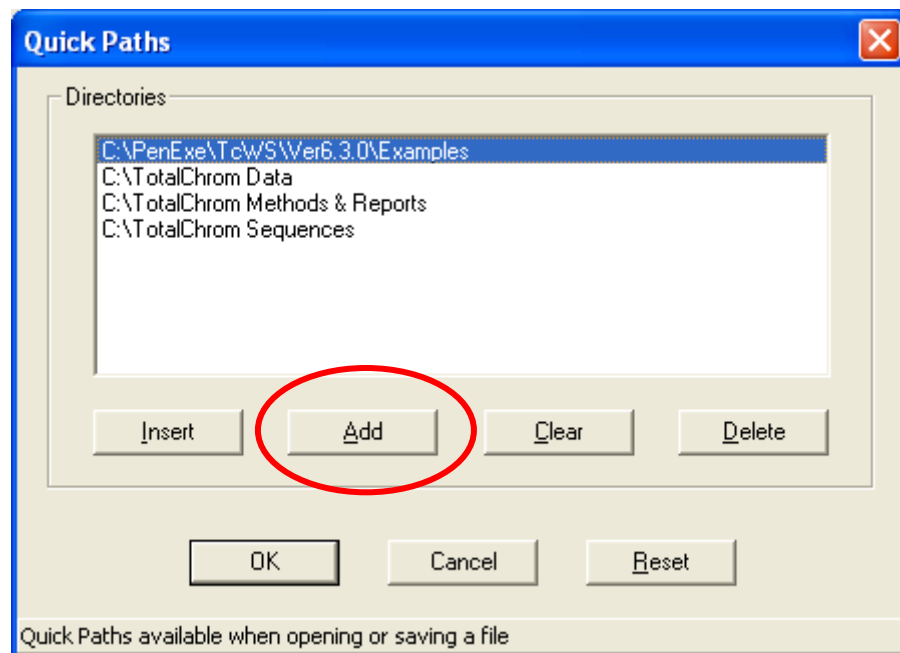 Quick Paths
Directories
C:\PenExe\TcWS\Ver6.3.0\Examples
C:\TotalChrom Data
C:\TotalChrom Methods & Reports
C:\TotalChrom Sequences
Insert Add Clear Delete
OK Cancel Reset
Quick Paths available when opening or saving a file